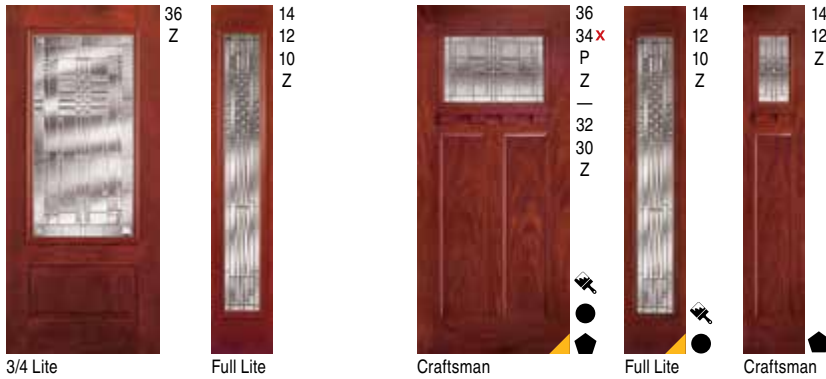 36
Z
3/4 Lite
14
12
10
Z
Full Lite
36
34 x
P
Z
—
32
30
Z
Craftsman
14
12
10
Z
Full Lite
14
12
Z
Craftsman